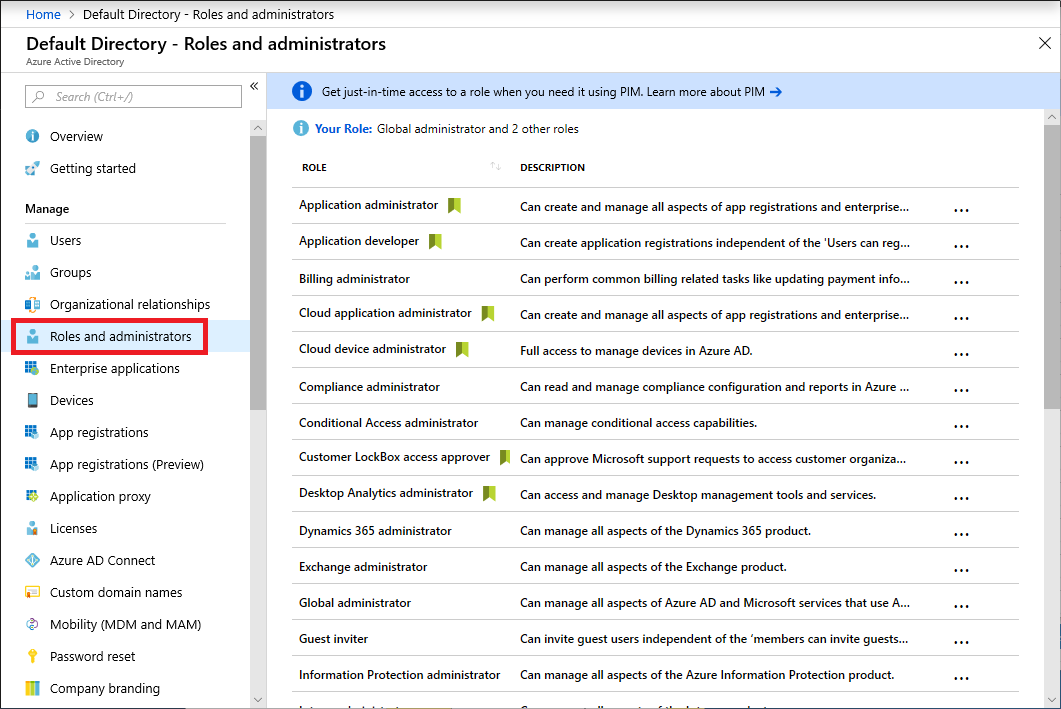 Home > Default Directory - Roles and administrators
Default Directory - Roles and administrators
Azure Active Directory
Search (Ctrl+/)
«
Overview
Getting started
Manage
Users
Groups
Organizational relationships
Roles and administrators
Enterprise applications
Devices
App registrations
App registrations (Preview)
Application proxy
Licenses
Azure AD Connect
Custom domain names
Mobility (MDM and MAM)
Password reset
Company branding
Get just-in-time access to a role when you need it using PIM. Learn more about PIM →
Your Role: Global administrator and 2 other roles
ROLE DESCRIPTION
Application administrator Can create and manage all aspects of app registrations and enterprise... ...
Application developer Can create application registrations independent of the 'Users can reg... ...
Billing administrator Can perform common billing related tasks like updating payment info... ...
Cloud application administrator Can create and manage all aspects of app registrations and enterprise... ...
Cloud device administrator Full access to manage devices in Azure AD. ...
Compliance administrator Can read and manage compliance configuration and reports in Azure ... ...
Conditional Access administrator Can manage conditional access capabilities. ...
Customer LockBox access approver Can approve Microsoft support requests to access customer organiza... ...
Desktop Analytics administrator Can access and manage Desktop management tools and services. ...
Dynamics 365 administrator Can manage all aspects of the Dynamics 365 product. ...
Exchange administrator Can manage all aspects of the Exchange product. ...
Global administrator Can manage all aspects of Azure AD and Microsoft services that use A... ...
Guest inviter Can invite guest users independent of the 'members can invite guests... ...
Information Protection administrator Can manage all aspects of the Azure Information Protection product. ...